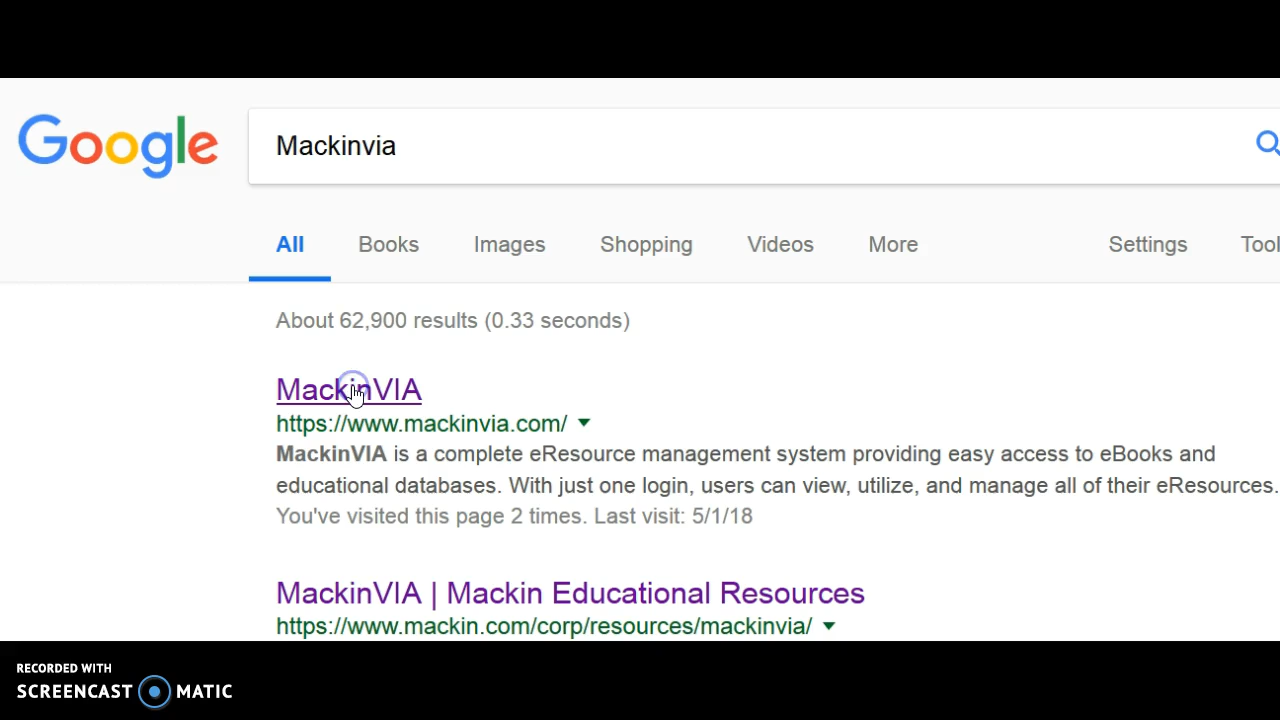 Google
Mackinvia
All Books Images Shopping Videos More Settings
About 62,900 results (0.33 seconds)
MackinVIA
https://www.mackinvia.com/
MackinVIA is a complete eResource management system providing easy access to eBooks and
educational databases. With just one login, users can view, utilize, and manage all of their eResources.
You've visited this page 2 times. Last visit: 5/1/18
MackinVIA | Mackin Educational Resources
https://www.mackin.com/corp/resources/mackinvia/
RECORDED WITH
SCREENCAST MATIC